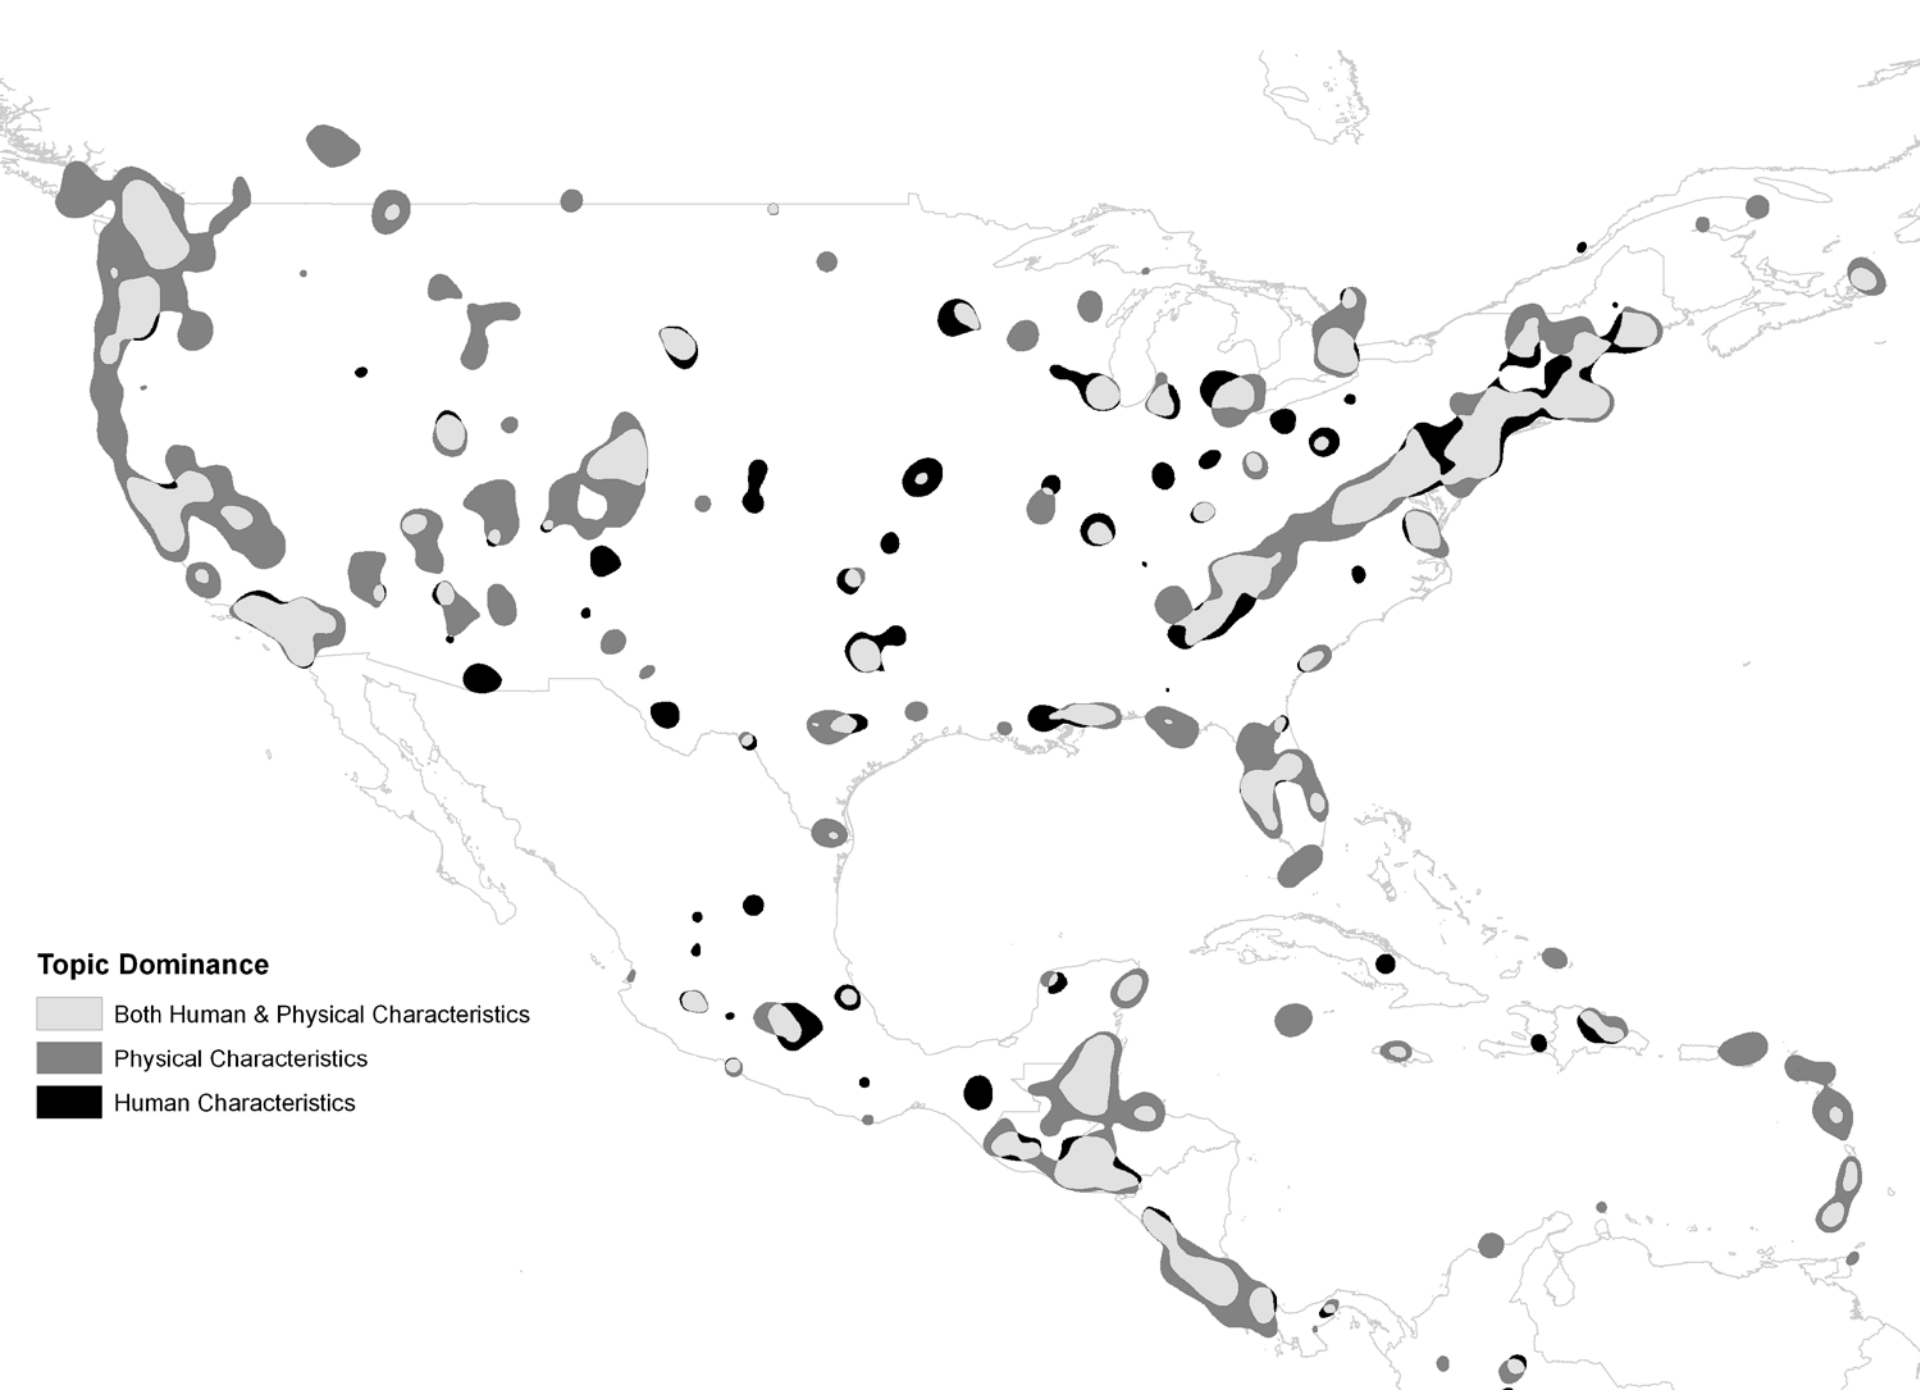 Topic Dominance
Both Human & Physical Characteristics
Physical Characteristics
Human Characteristics